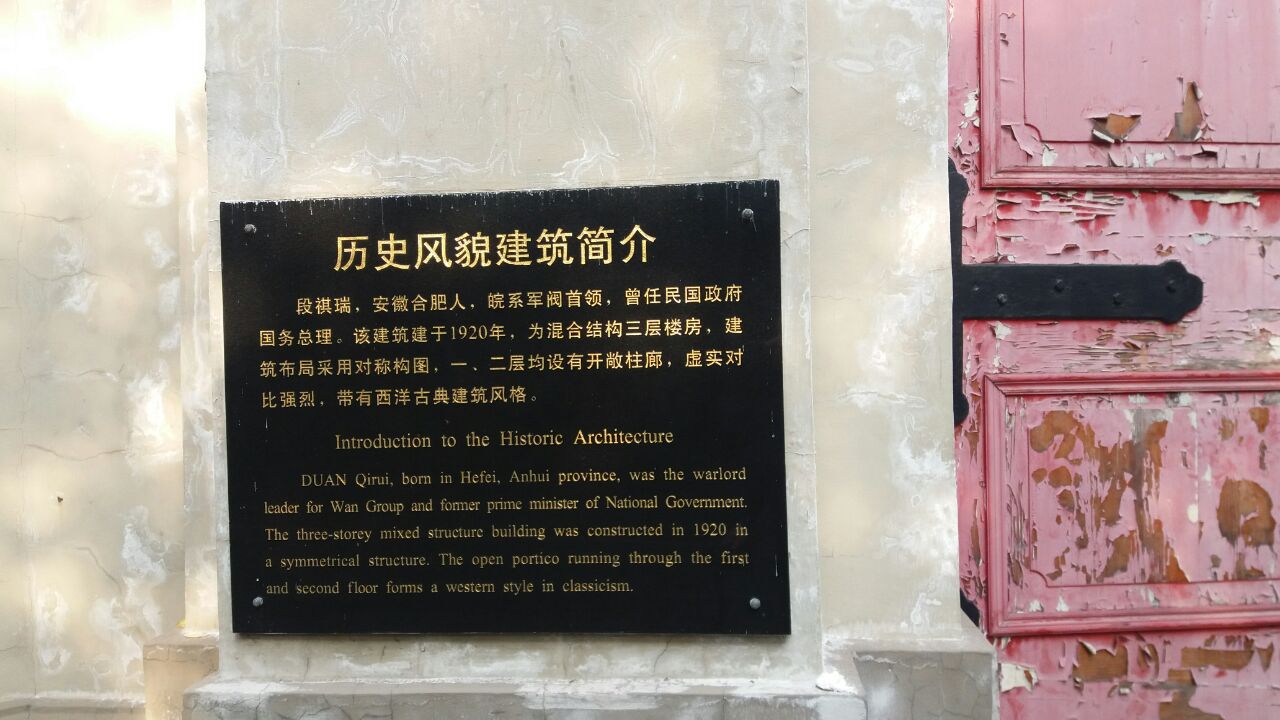 历史风貌建筑简介
段祺瑞，安徽合肥人，皖系军阀首领，曾任民国政府
国务总理。该建筑建于1920年，为混合结构三层楼房，建
筑布局采用对称构图，一、二层均设有开敞柱廊，虚实对
比强烈，带有西洋古典建筑风格。
Introduction to the Historic Architecture
DUAN Qirui, born in Hefei, Anhui province, was the warlord
leader for Wan Group and former prime minister of National Government.
The three-storey mixed structure building was constructed in 1920 in
a symmetrical structure. The open portico running through the first
and second floor forms a western style in classicism.